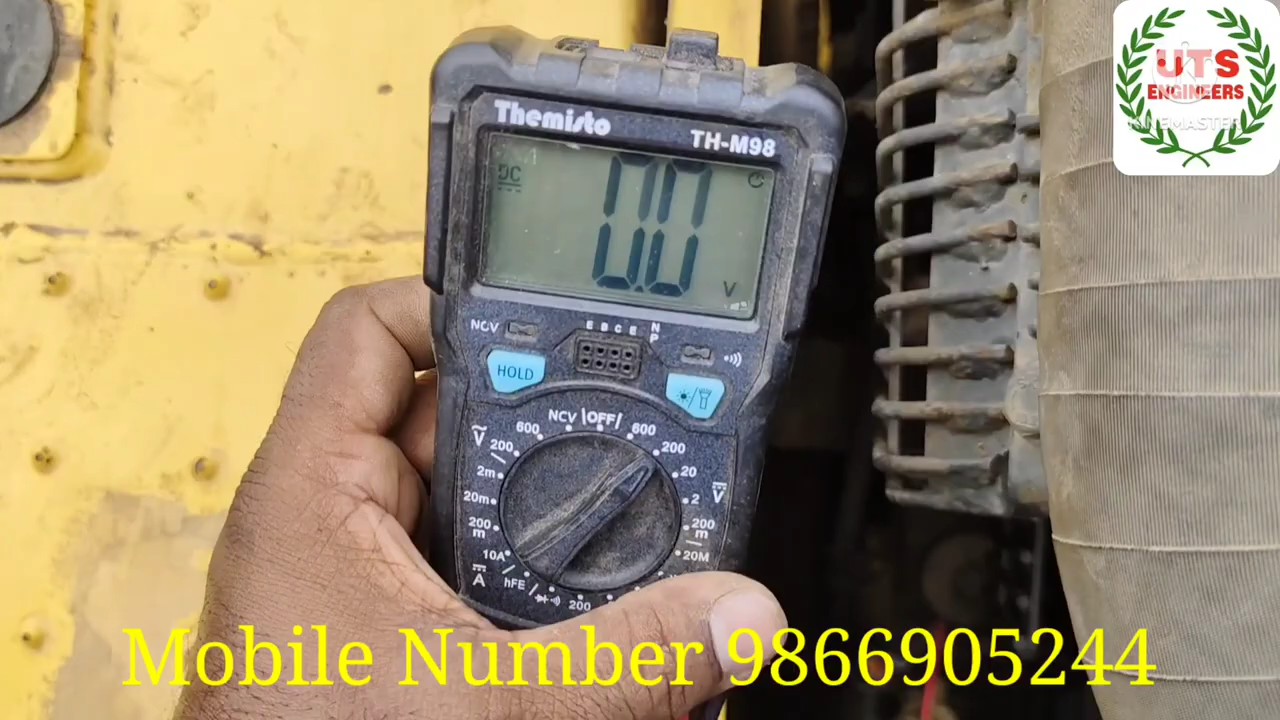 UTS
ENGINEERS
KINEMASTER
Themisto
TH-M98
DC
0.0
V
NCV
E B C E
N
P
HOLD
NCV OFF
600
600
200
200
V
20
2m
2
V
20m
200
m
200
m
10A
20M
A
hFE
200
Mobile Number 9866905244